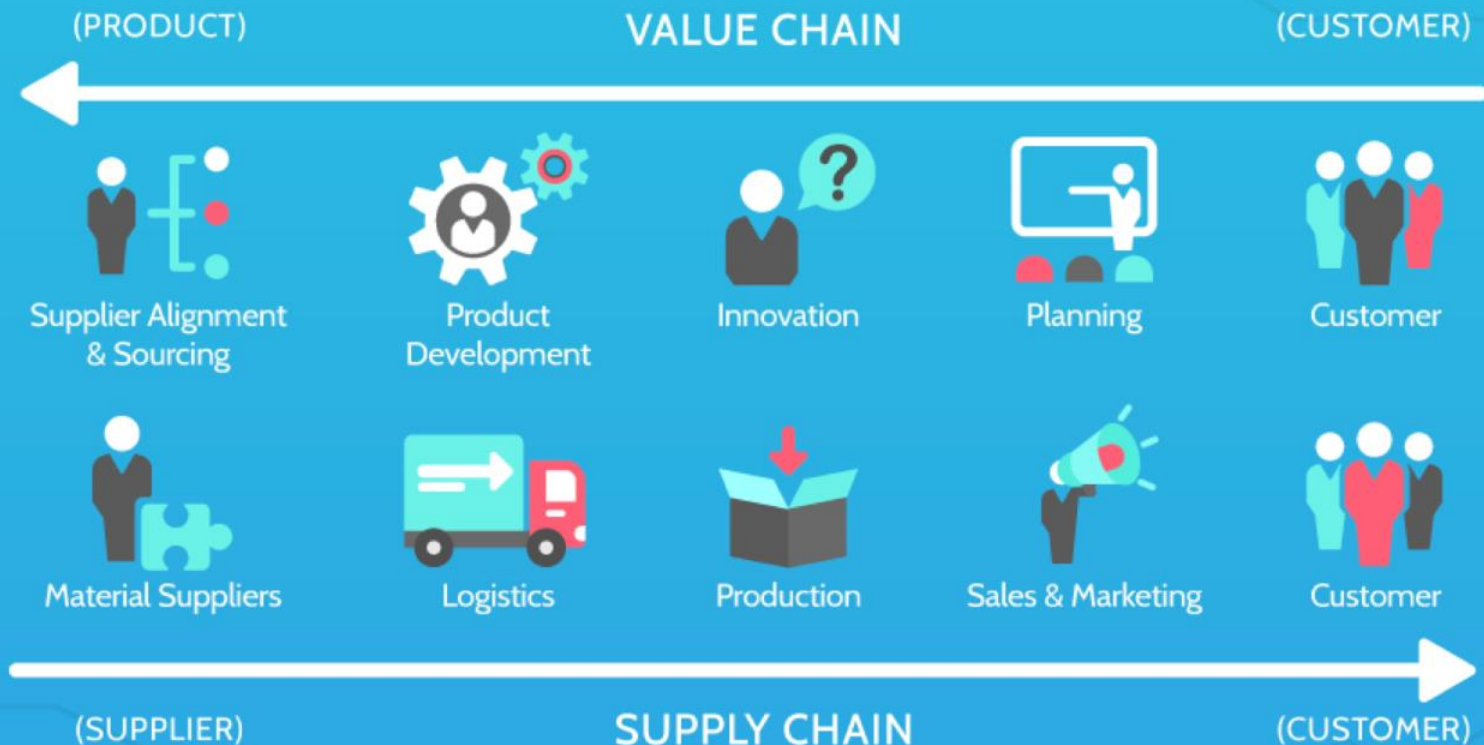 (PRODUCT)
VALUE CHAIN
(CUSTOMER)
?
Supplier Alignment
& Sourcing
Product
Development
Innovation
Planning
Customer
Material Suppliers
Logistics
Production
Sales & Marketing
Customer
(SUPPLIER)
SUPPLY CHAIN
(CUSTOMER)